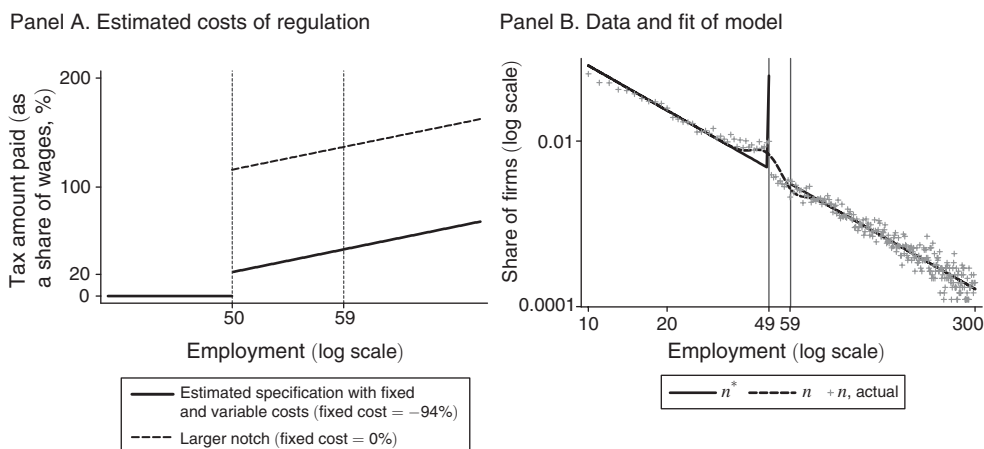 Panel A. Estimated costs of regulation
Tax amount paid (as
a share of wages, %)
200
100
20
0
50
59
Employment (log scale)
Estimated specification with fixed
and variable costs (fixed cost = −94%)
Larger notch (fixed cost = 0%)
Panel B. Data and fit of model
Share of firms (log scale)
0.01
0.0001
10
20
49
59
300
Employment (log scale)
n* n n, actual